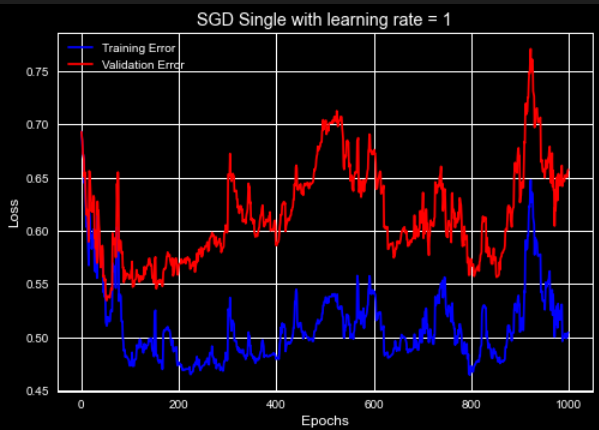 SGD Single with learning rate = 1
Training Error
Validation Error
0.75
0.70
0.65
0.60
0.55
0.50
0.45
Loss
0 200 400 600 800 1000
Epochs